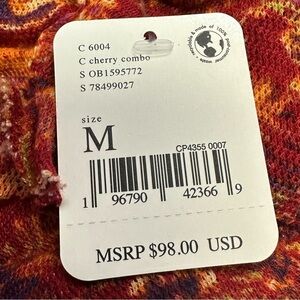 C 6004
C cherry combo
S OB1595772
S 78499027
size
M
CP4355 0007
1 96790 42366 9
MSRP $98.00 USD